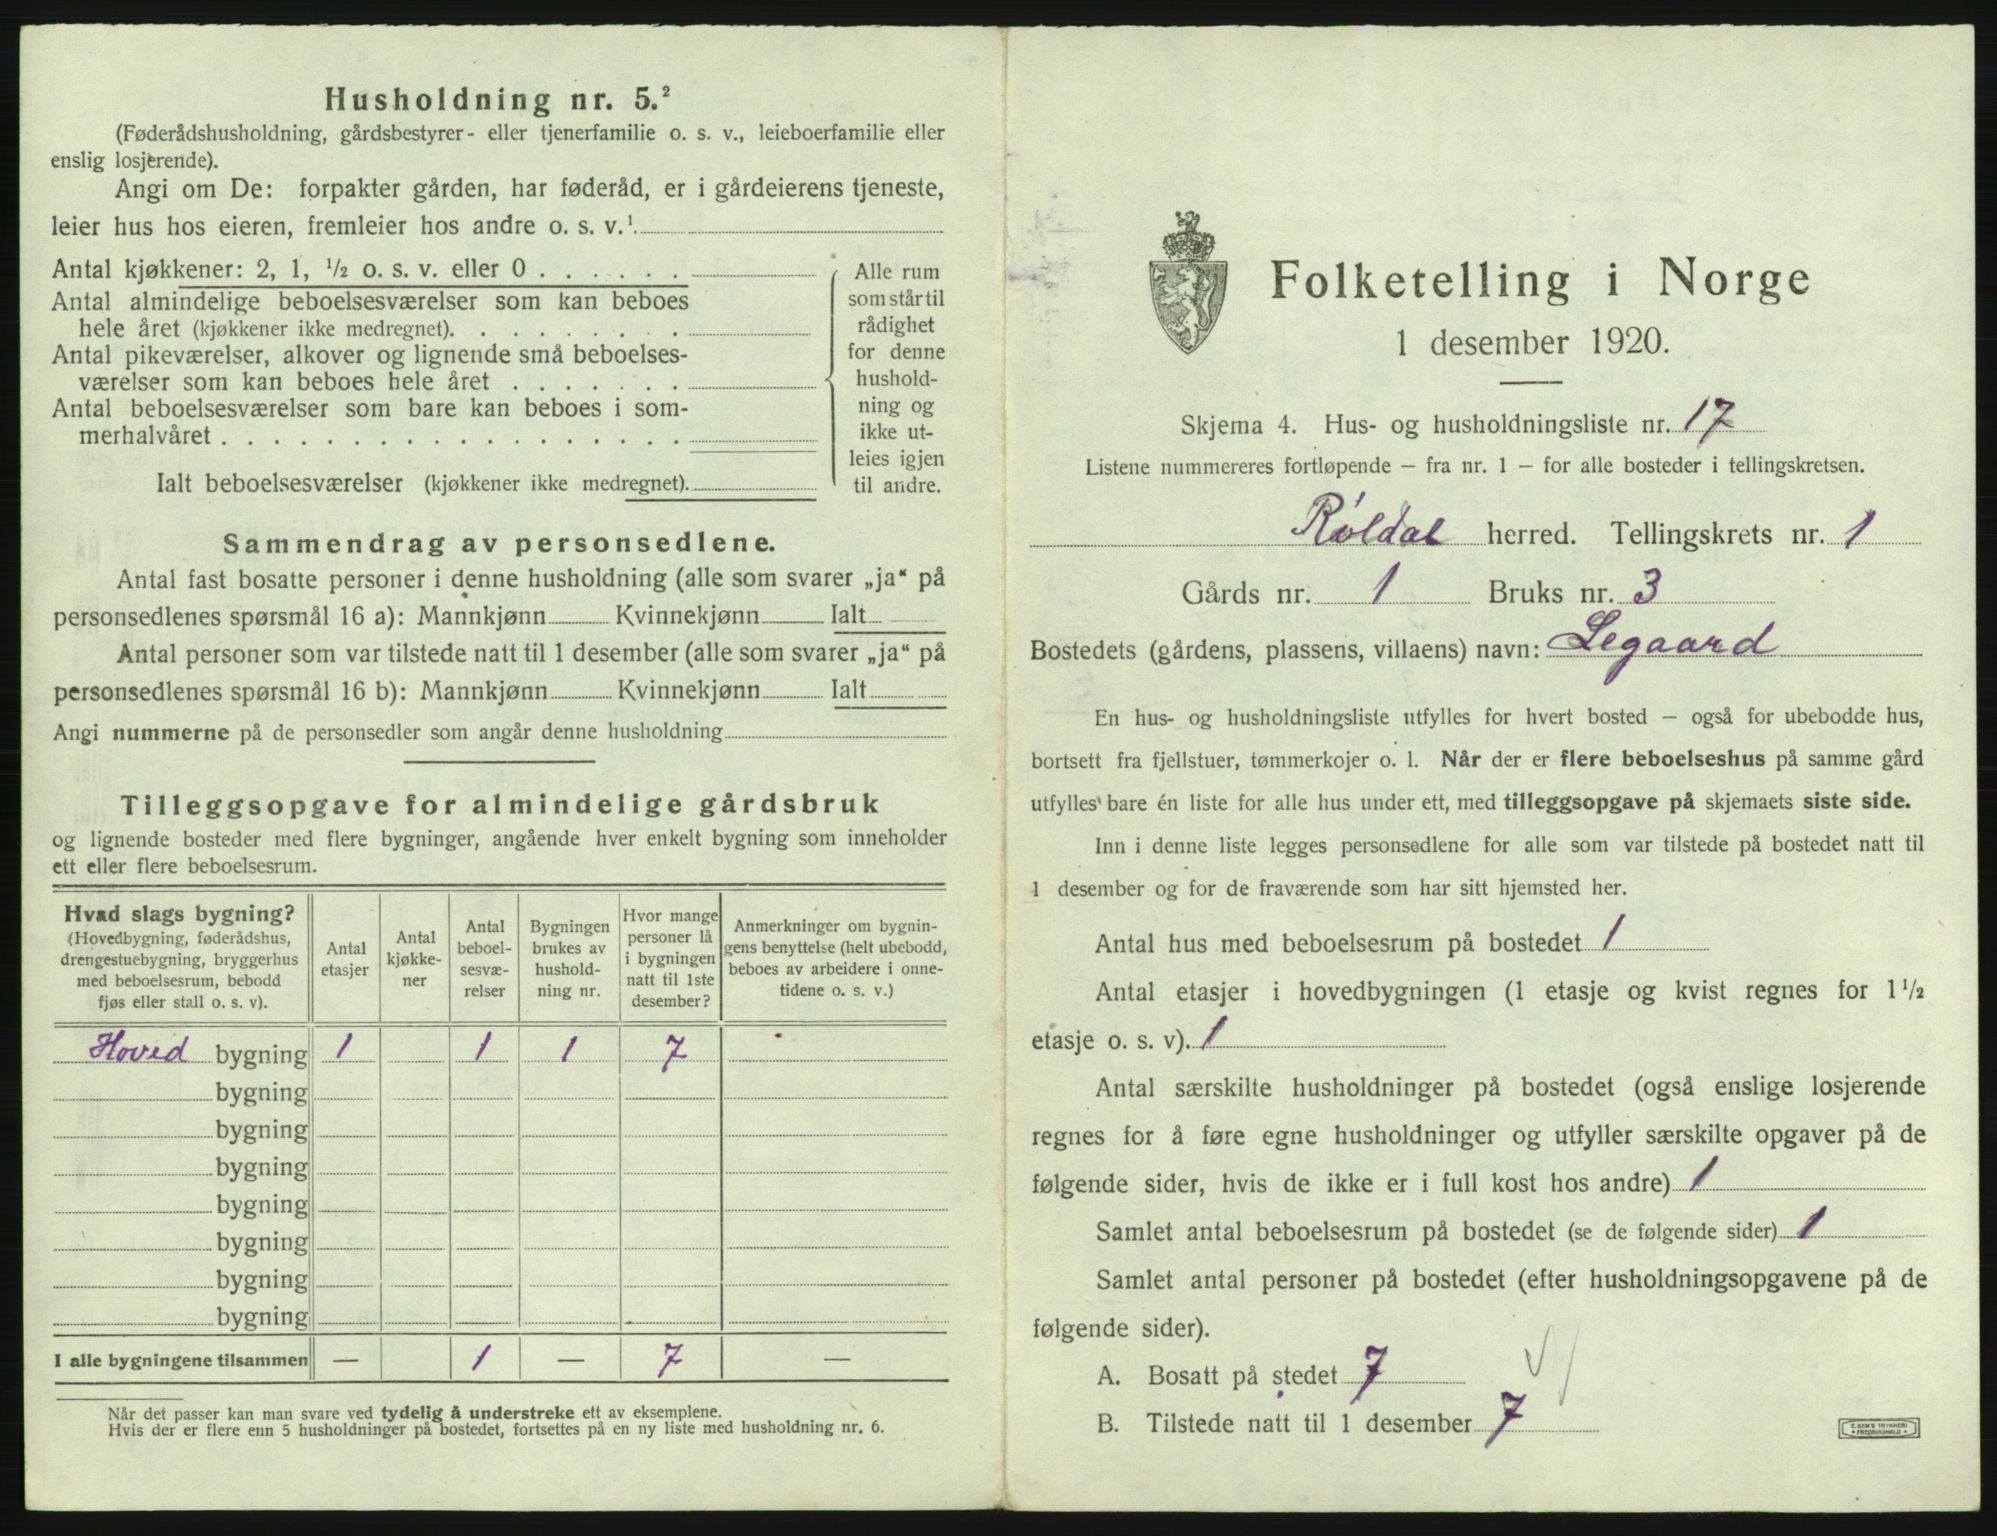 Husholdning nr. 5.²
(Føderådshusholdning, gårdsbestyrer- eller tjenerfamilie o. s. v., leieboerfamilie eller
enslig losjerende).
Angi om De: forpakter gården, har føderåd, er i gårdeierens tjeneste,
leier hus hos eieren, fremleier hos andre o. s. v.¹
Antal kjøkkener: 2, 1, ½ o. s. v. eller 0 . . . . . .
Antal almindelige beboelsesværelser som kan beboes
hele året (kjøkkener ikke medregnet). . . . . . . . .
Antal pikeværelser, alkover og lignende små beboelses-
værelser som kan beboes hele året . . . . . . .
Antal beboelsesværelser som bare kan beboes i som-
merhalvåret . . . . . . . . . . . . . . . . . .
Ialt beboelsesværelser (kjøkkener ikke medregnet).
Alle rum
som står til
rådighet
for denne
hushold-
ning og
ikke ut-
leies igjen
til andre.
Sammendrag av personsedlene.
Antal fast bosatte personer i denne husholdning (alle som svarer „ja“ på
personsedlenes spørsmål 16 a): Mannkjønn Kvinnekjønn Ialt
Antal personer som var tilstede natt til 1 desember (alle som svarer „ja“ på
personsedlenes spørsmål 16 b): Mannkjønn Kvinnekjønn Ialt
Angi nummerne på de personsedler som angår denne husholdning
Tilleggsopgave for almindelige gårdsbruk
og lignende bosteder med flere bygninger, angående hver enkelt bygning som inneholder
ett eller flere beboelsesrum.
Hvad slags bygning?
(Hovedbygning, føderådshus,
drengestuebygning, bryggerhus
med beboelsesrum, bebodd
fjøs eller stall o. s. v).
Antal
etasjer
Antal
kjøkke-
ner
Antal
beboel-
sesvæ-
relser
Bygningen
brukes av
hushold-
ning nr.
Hvor mange
personer lå
i bygningen
natt til 1ste
desember?
Anmerkninger om bygnin-
gens benyttelse (helt ubebodd,
beboes av arbeidere i onne-
tidene o. s. v.)
Hoved bygning 1 1 1 7
bygning
bygning
bygning
bygning
bygning
bygning
bygning
I alle bygningene tilsammen — 1 — 7 —
Når det passer kan man svare ved tydelig å understreke ett av eksemplene.
Hvis der er flere enn 5 husholdninger på bostedet, fortsettes på en ny liste med husholdning nr. 6.
Folketelling i Norge
1 desember 1920.
Skjema 4. Hus- og husholdningsliste nr. 17
Listene nummereres fortløpende — fra nr. 1 — for alle bosteder i tellingskretsen.
Røldal herred. Tellingskrets nr. 1
Gårds nr. 1 Bruks nr. 3
Bostedets (gårdens, plassens, villaens) navn: Legaard
En hus- og husholdningsliste utfylles for hvert bosted — også for ubebodde hus,
bortsett fra fjellstuer, tømmerkojer o. l. Når der er flere beboelseshus på samme gård
utfylles bare én liste for alle hus under ett, med tilleggsopgave på skjemaets siste side.
Inn i denne liste legges personsedlene for alle som var tilstede på bostedet natt til
1 desember og for de fraværende som har sitt hjemsted her.
Antal hus med beboelsesrum på bostedet 1
Antal etasjer i hovedbygningen (1 etasje og kvist regnes for 1½
etasje o. s. v). 1
Antal særskilte husholdninger på bostedet (også enslige losjerende
regnes for å føre egne husholdninger og utfyller særskilte opgaver på de
følgende sider, hvis de ikke er i full kost hos andre) 1
Samlet antal beboelsesrum på bostedet (se de følgende sider) 1
Samlet antal personer på bostedet (efter husholdningsopgavene på de
følgende sider).
A. Bosatt på stedet 7
B. Tilstede natt til 1 desember 7
E. SEM'S TRYKKERI
FREDRIKSHALD